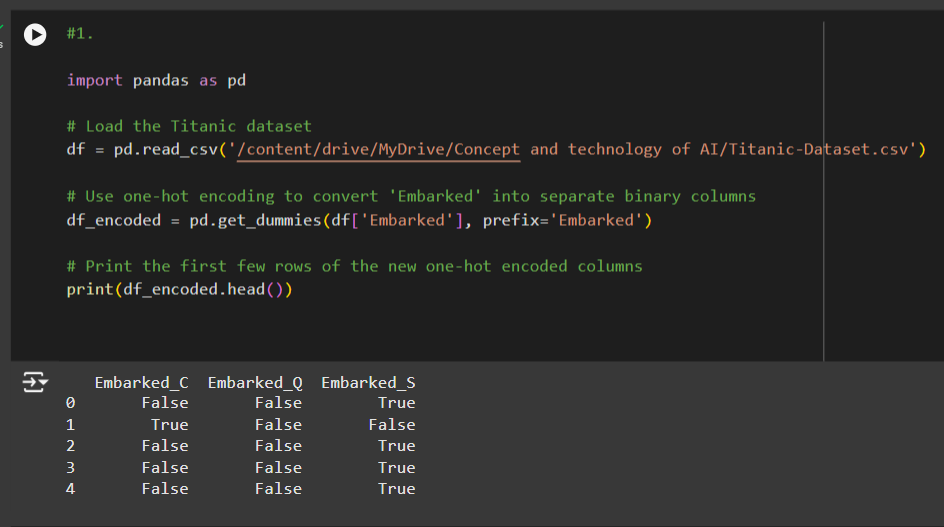 #1.
import pandas as pd
# Load the Titanic dataset
df = pd.read_csv('/content/drive/MyDrive/Concept and technology of AI/Titanic-Dataset.csv')
# Use one-hot encoding to convert 'Embarked' into separate binary columns
df_encoded = pd.get_dummies(df['Embarked'], prefix='Embarked')
# Print the first few rows of the new one-hot encoded columns
print(df_encoded.head())
Embarked_C Embarked_Q Embarked_S
0 False False True
1 True False False
2 False False True
3 False False True
4 False False True